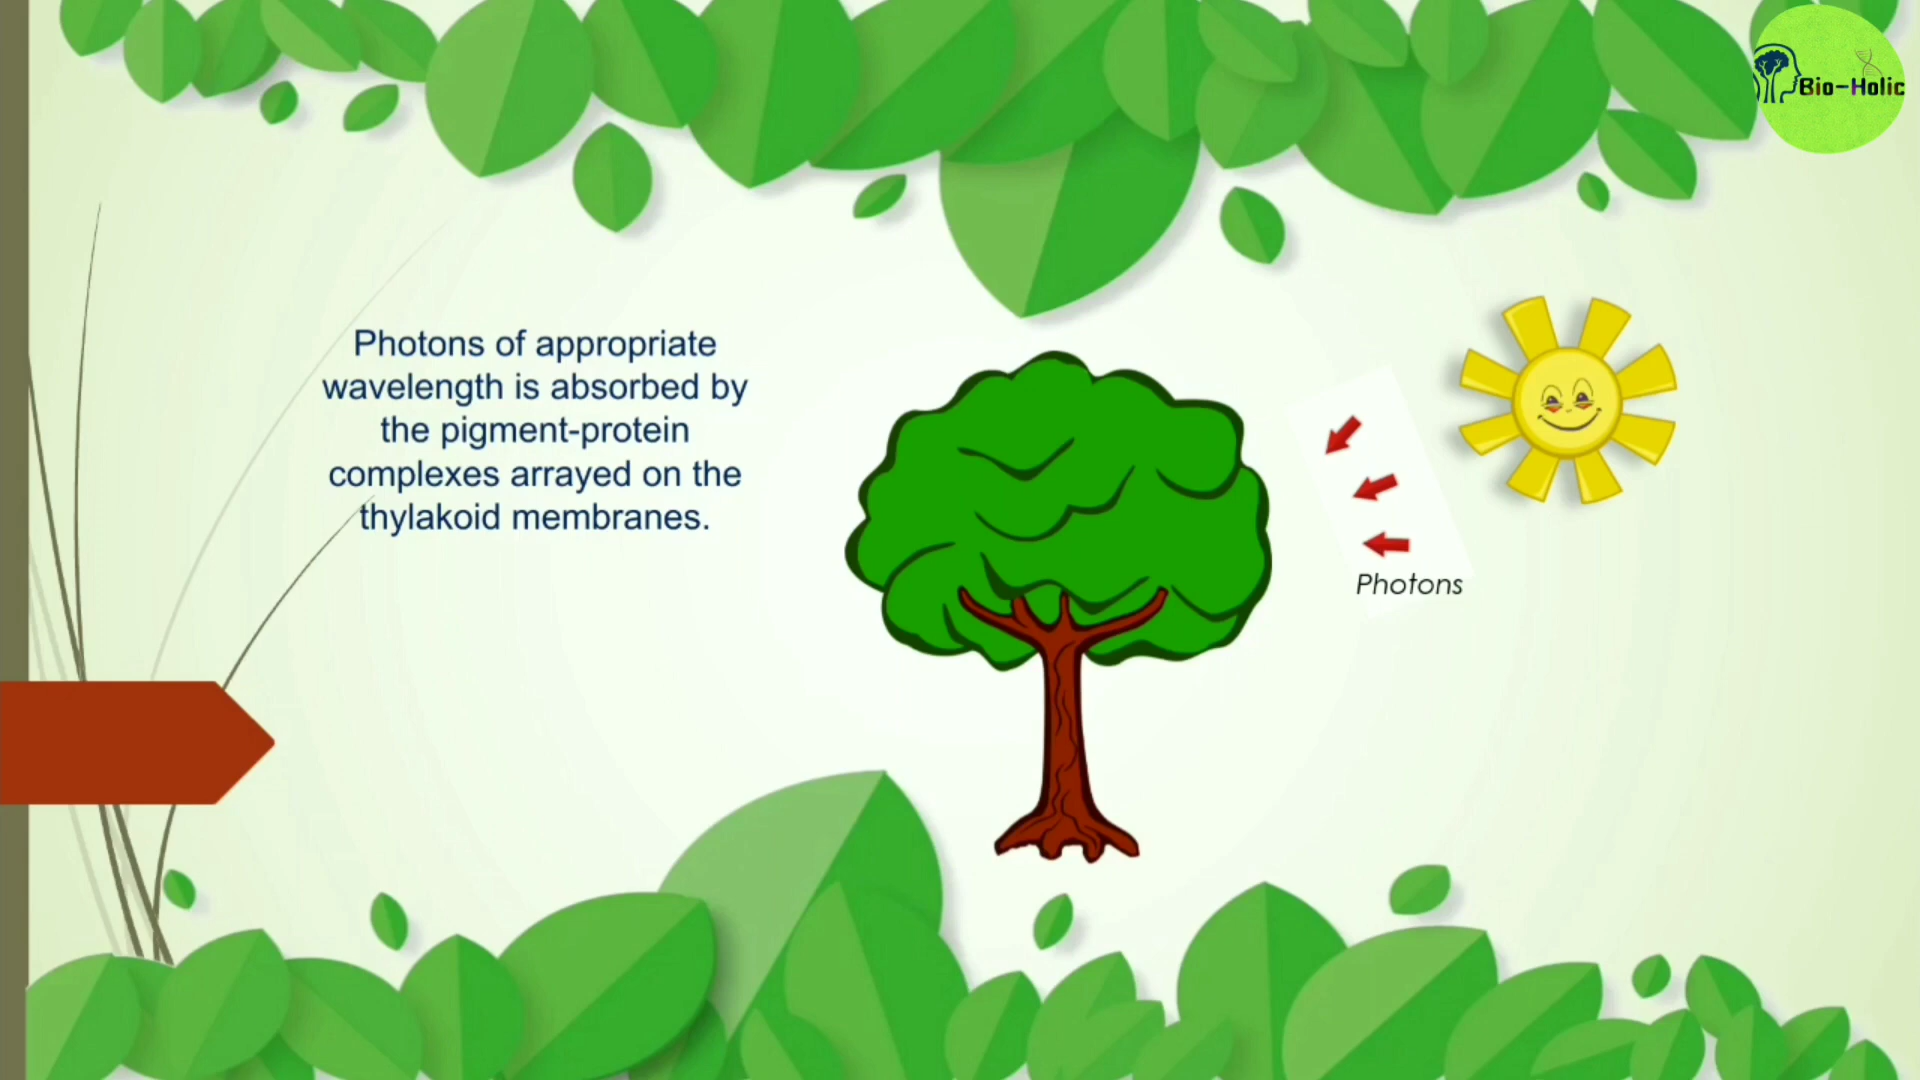 Bio-Holic
Photons of appropriate
wavelength is absorbed by
the pigment-protein
complexes arrayed on the
thylakoid membranes.
Photons